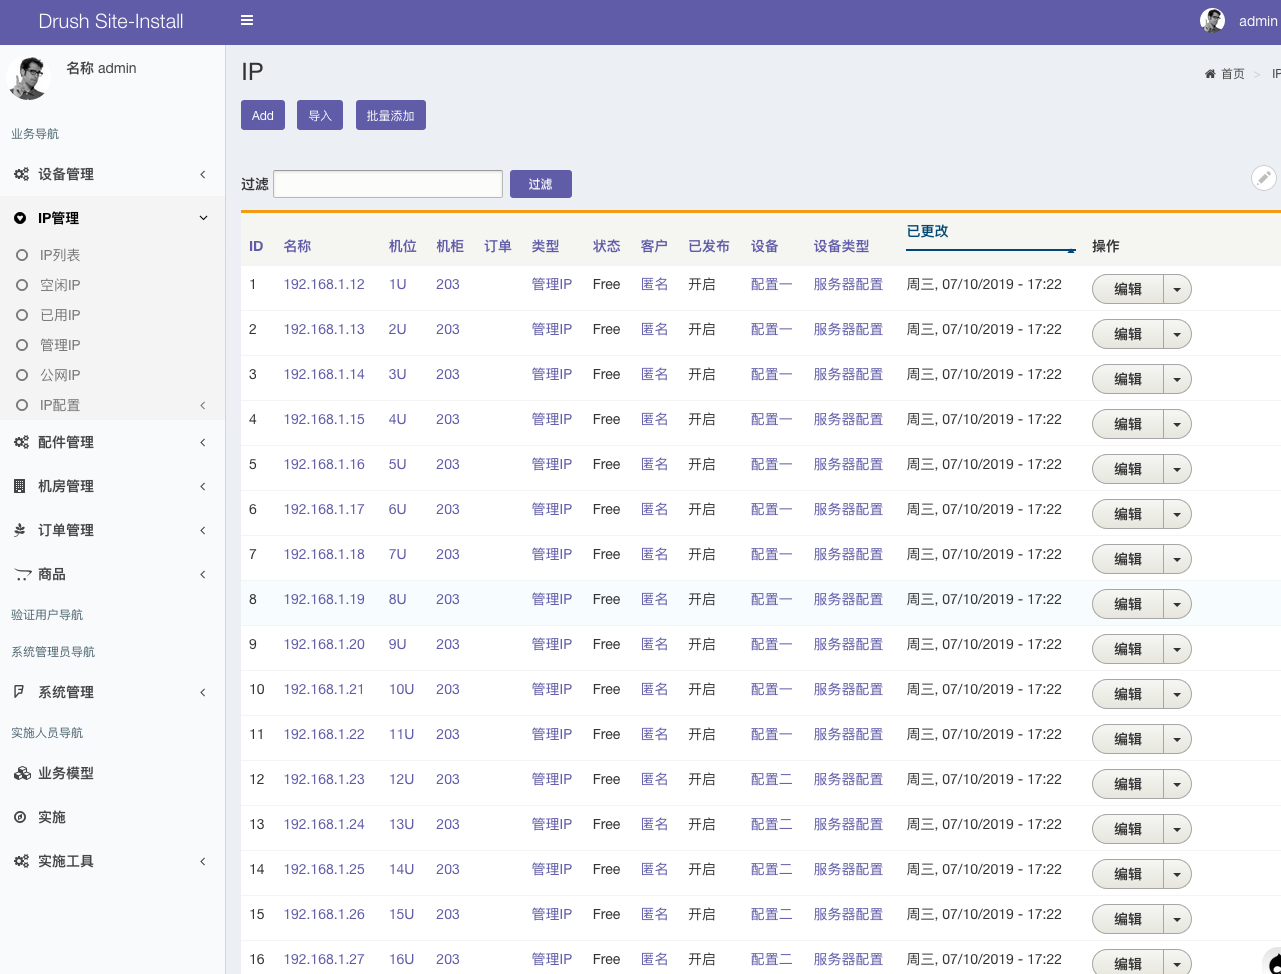 Drush Site-Install
admin
名称 admin
业务导航
设备管理
IP管理
IP列表
空闲IP
已用IP
管理IP
公网IP
IP配置
配件管理
机房管理
订单管理
商品
验证用户导航
系统管理员导航
系统管理
实施人员导航
业务模型
实施
实施工具
IP
首页 > IP
Add 导入 批量添加
过滤 过滤
ID 名称 机位 机柜 订单 类型 状态 客户 已发布 设备 设备类型 已更改 操作
1 192.168.1.12 1U 203 管理IP Free 匿名 开启 配置一 服务器配置 周三, 07/10/2019 - 17:22 编辑
2 192.168.1.13 2U 203 管理IP Free 匿名 开启 配置一 服务器配置 周三, 07/10/2019 - 17:22 编辑
3 192.168.1.14 3U 203 管理IP Free 匿名 开启 配置一 服务器配置 周三, 07/10/2019 - 17:22 编辑
4 192.168.1.15 4U 203 管理IP Free 匿名 开启 配置一 服务器配置 周三, 07/10/2019 - 17:22 编辑
5 192.168.1.16 5U 203 管理IP Free 匿名 开启 配置一 服务器配置 周三, 07/10/2019 - 17:22 编辑
6 192.168.1.17 6U 203 管理IP Free 匿名 开启 配置一 服务器配置 周三, 07/10/2019 - 17:22 编辑
7 192.168.1.18 7U 203 管理IP Free 匿名 开启 配置一 服务器配置 周三, 07/10/2019 - 17:22 编辑
8 192.168.1.19 8U 203 管理IP Free 匿名 开启 配置一 服务器配置 周三, 07/10/2019 - 17:22 编辑
9 192.168.1.20 9U 203 管理IP Free 匿名 开启 配置一 服务器配置 周三, 07/10/2019 - 17:22 编辑
10 192.168.1.21 10U 203 管理IP Free 匿名 开启 配置一 服务器配置 周三, 07/10/2019 - 17:22 编辑
11 192.168.1.22 11U 203 管理IP Free 匿名 开启 配置一 服务器配置 周三, 07/10/2019 - 17:22 编辑
12 192.168.1.23 12U 203 管理IP Free 匿名 开启 配置二 服务器配置 周三, 07/10/2019 - 17:22 编辑
13 192.168.1.24 13U 203 管理IP Free 匿名 开启 配置二 服务器配置 周三, 07/10/2019 - 17:22 编辑
14 192.168.1.25 14U 203 管理IP Free 匿名 开启 配置二 服务器配置 周三, 07/10/2019 - 17:22 编辑
15 192.168.1.26 15U 203 管理IP Free 匿名 开启 配置二 服务器配置 周三, 07/10/2019 - 17:22 编辑
16 192.168.1.27 16U 203 管理IP Free 匿名 开启 配置二 服务器配置 周三, 07/10/2019 - 17:22 编辑